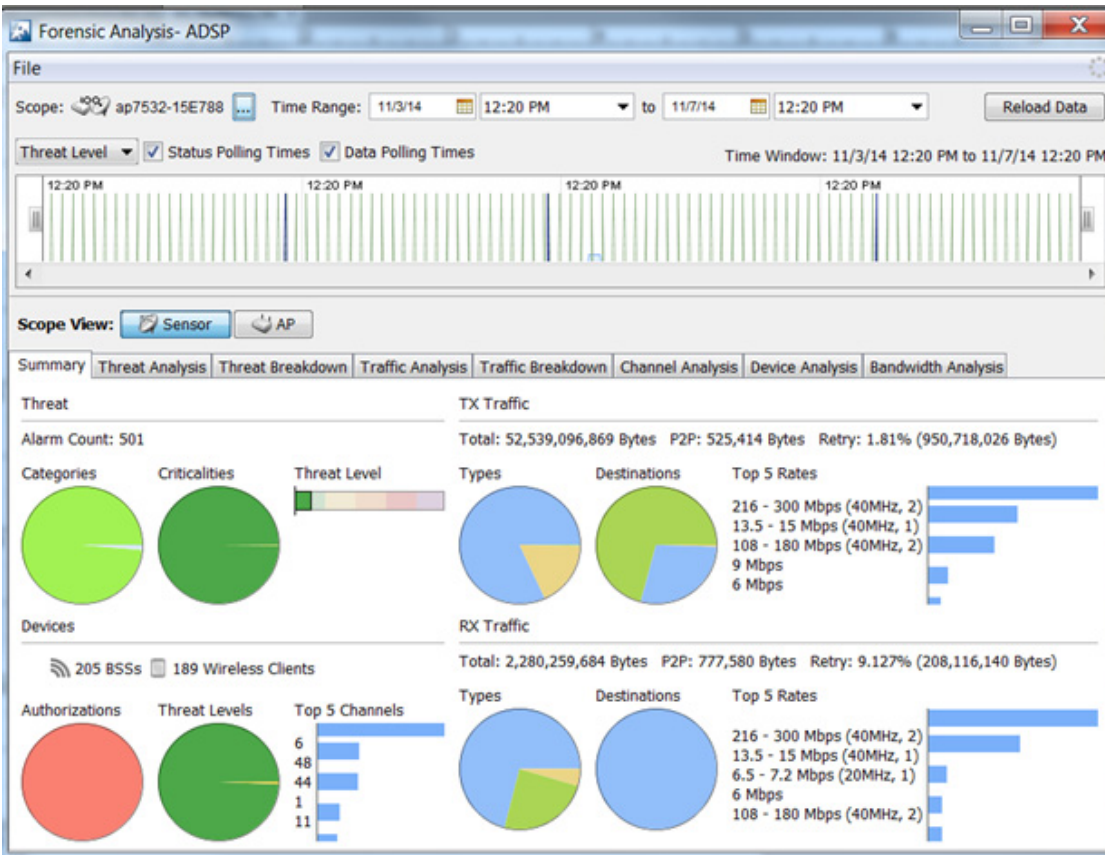 Forensic Analysis- ADSP
File
Scope: ap7532-15E788 ... Time Range: 11/3/14 12:20 PM to 11/7/14 12:20 PM Reload Data
Threat Level Status Polling Times Data Polling Times Time Window: 11/3/14 12:20 PM to 11/7/14 12:20 PM
12:20 PM 12:20 PM 12:20 PM 12:20 PM
Scope View: Sensor AP
Summary Threat Analysis Threat Breakdown Traffic Analysis Traffic Breakdown Channel Analysis Device Analysis Bandwidth Analysis
Threat
Alarm Count: 501
Categories Criticalities Threat Level
TX Traffic
Total: 52,539,096,869 Bytes P2P: 525,414 Bytes Retry: 1.81% (950,718,026 Bytes)
Types Destinations Top 5 Rates
216 - 300 Mbps (40MHz, 2)
13.5 - 15 Mbps (40MHz, 1)
108 - 180 Mbps (40MHz, 2)
9 Mbps
6 Mbps
Devices
205 BSSs 189 Wireless Clients
Authorizations Threat Levels Top 5 Channels
6
48
44
1
11
RX Traffic
Total: 2,280,259,684 Bytes P2P: 777,580 Bytes Retry: 9.127% (208,116,140 Bytes)
Types Destinations Top 5 Rates
216 - 300 Mbps (40MHz, 2)
13.5 - 15 Mbps (40MHz, 1)
6.5 - 7.2 Mbps (20MHz, 1)
6 Mbps
108 - 180 Mbps (40MHz, 2)